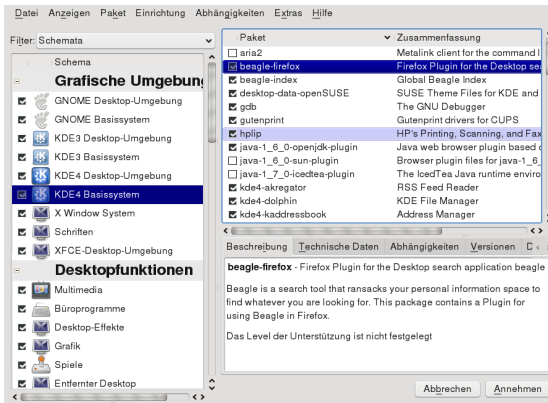 Datei Anzeigen Paket Einrichtung Abhängigkeiten Extras Hilfe
Filter: Schemata
Schema
Grafische Umgebun
GNOME Desktop-Umgebung
GNOME Basissystem
KDE3 Desktop-Umgebung
KDE3 Basissystem
KDE4 Desktop-Umgebung
KDE4 Basissystem
X Window System
Schriften
XFCE-Desktop-Umgebung
Desktopfunktionen
Multimedia
Büroprogramme
Desktop-Effekte
Grafik
Spiele
Entfernter Desktop
Paket Zusammenfassung
aria2 Metalink client for the command l
beagle-firefox Firefox Plugin for the Desktop sea
beagle-index Global Beagle Index
desktop-data-openSUSE SUSE Theme Files for KDE and
gdb The GNU Debugger
gutenprint Gutenprint drivers for CUPS
hplip HP's Printing, Scanning, and Fax
java-1_6_0-openjdk-plugin Java web browser plugin based o
java-1_6_0-sun-plugin Browser plugin files for java-1_6_
java-1_7_0-icedtea-plugin The IcedTea Java runtime enviro
kde4-akregator RSS Feed Reader
kde4-dolphin KDE File Manager
kde4-kaddressbook Address Manager
Beschreibung Technische Daten Abhängigkeiten Versionen
beagle-firefox - Firefox Plugin for the Desktop search application beagle
Beagle is a search tool that ransacks your personal information space to
find whatever you are looking for. This package contains a Plugin for
using Beagle in Firefox.
Das Level der Unterstützung ist nicht festgelegt
Abbrechen Annehmen